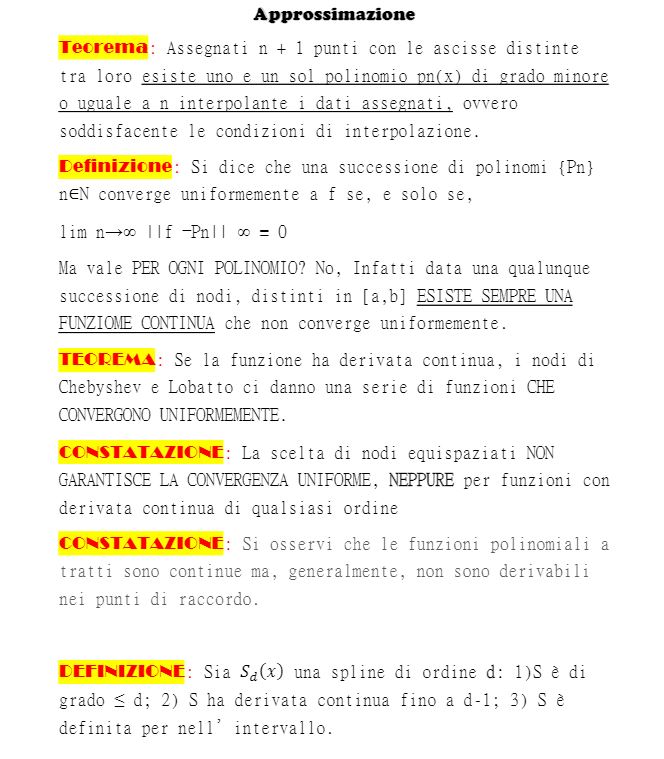 Approssimazione
Teorema: Assegnati n + 1 punti con le ascisse distinte
tra loro esiste uno e un sol polinomio pn(x) di grado minore
o uguale a n interpolante i dati assegnati, ovvero
soddisfacente le condizioni di interpolazione.
Definizione: Si dice che una successione di polinomi {Pn}
n∈N converge uniformemente a f se, e solo se,
lim n→∞ ||f −Pn|| ∞ = 0
Ma vale PER OGNI POLINOMIO? No, Infatti data una qualunque
successione di nodi, distinti in [a,b] ESISTE SEMPRE UNA
FUNZIOME CONTINUA che non converge uniformemente.
TEOREMA: Se la funzione ha derivata continua, i nodi di
Chebyshev e Lobatto ci danno una serie di funzioni CHE
CONVERGONO UNIFORMEMENTE.
CONSTATAZIONE: La scelta di nodi equispaziati NON
GARANTISCE LA CONVERGENZA UNIFORME, NEPPURE per funzioni con
derivata continua di qualsiasi ordine
CONSTATAZIONE: Si osservi che le funzioni polinomiali a
tratti sono continue ma, generalmente, non sono derivabili
nei punti di raccordo.
DEFINIZIONE: Sia S_d(x) una spline di ordine d: 1)S è di
grado ≤ d; 2) S ha derivata continua fino a d-1; 3) S è
definita per nell' intervallo.